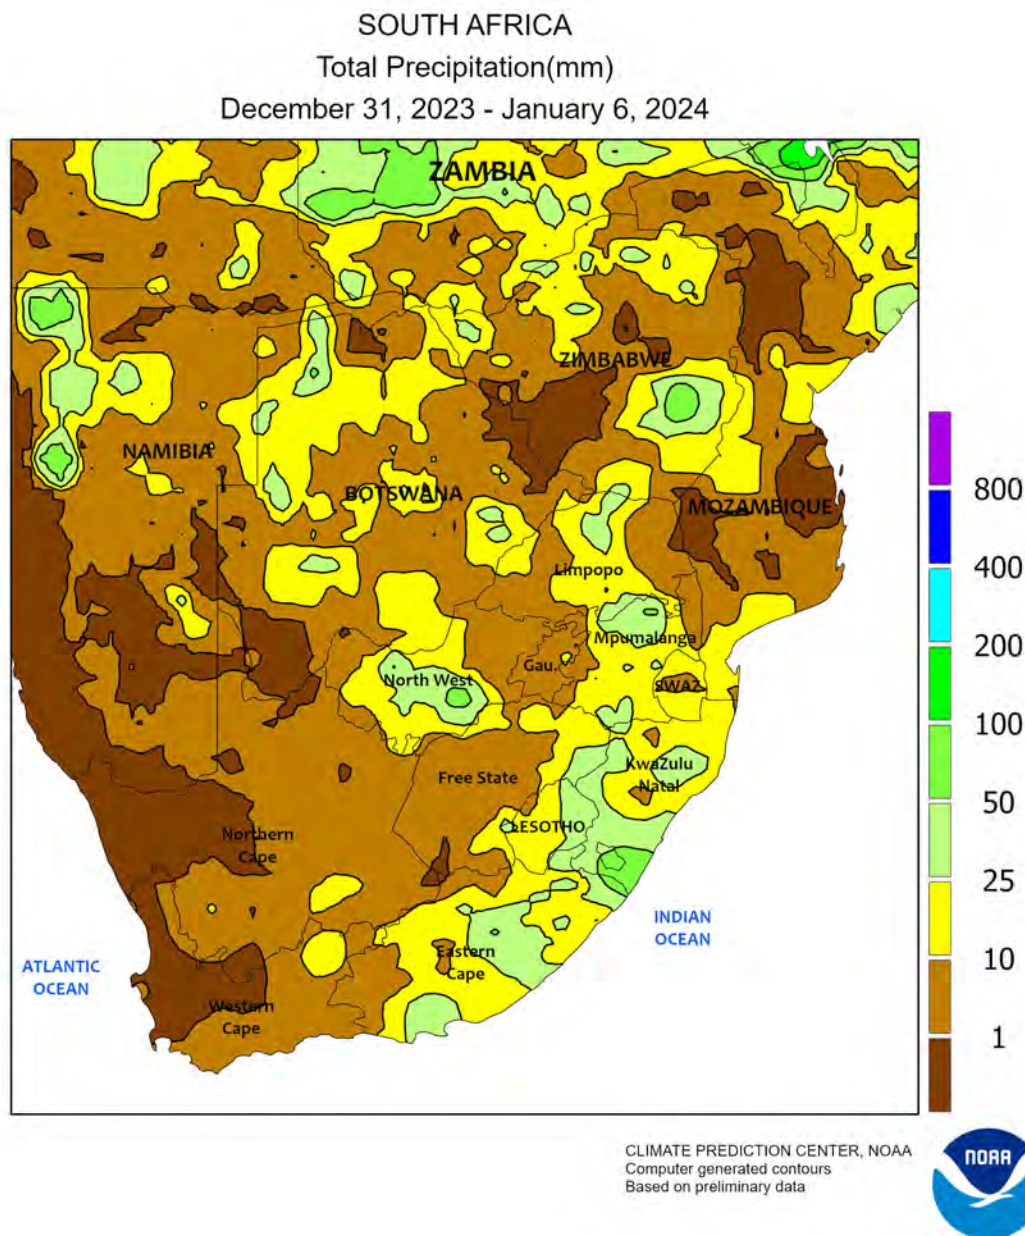 SOUTH AFRICA
Total Precipitation(mm)
December 31, 2023 - January 6, 2024
ZAMBIA
ZIMBABWE
NAMIBIA
BOTSWANA
MOZAMBIQUE
Limpopo
Mpumalanga
Gau.
North West
SWAZ.
KwaZulu
Natal
Free State
LESOTHO
Northern
Cape
Eastern
Cape
Western
Cape
ATLANTIC
OCEAN
INDIAN
OCEAN
800
400
200
100
50
25
10
1
CLIMATE PREDICTION CENTER, NOAA
Computer generated contours
Based on preliminary data
NOAA